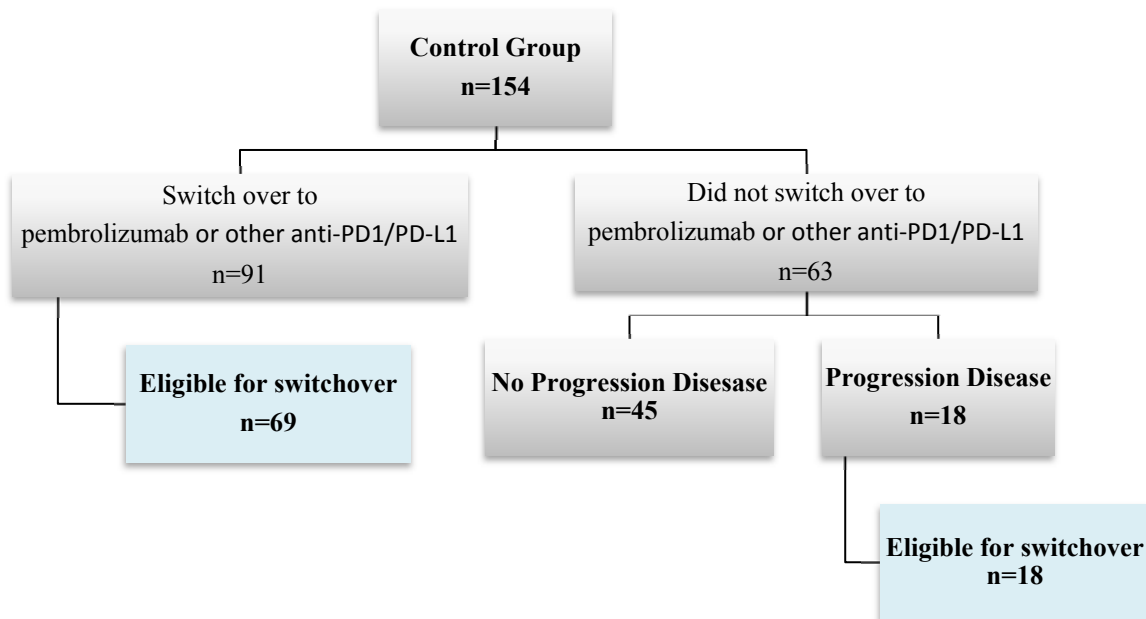 Control Group
n=154
Switch over to
pembrolizumab or other anti-PD1/PD-L1
n=91
Did not switch over to
pembrolizumab or other anti-PD1/PD-L1
n=63
Eligible for switchover
n=69
No Progression Disesase
n=45
Progression Disease
n=18
Eligible for switchover
n=18